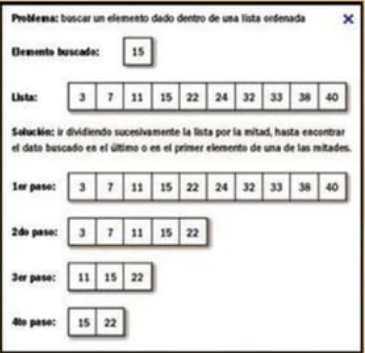 Problema: buscar un elemento dado dentro de una lista ordenada
Elemento buscado: 15
Lista: 3 7 11 15 22 24 32 33 38 40
Solución: ir dividiendo sucesivamente la lista por la mitad, hasta encontrar
el dato buscado en el último o en el primer elemento de una de las mitades.
1er paso: 3 7 11 15 22 24 32 33 38 40
2do paso: 3 7 11 15 22
3er paso: 11 15 22
4to paso: 15 22